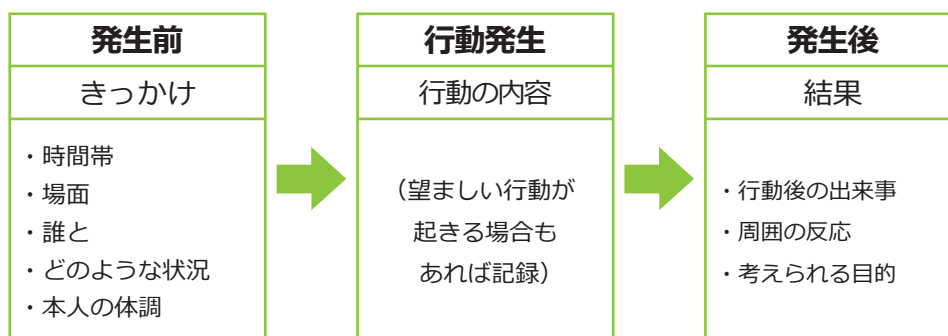 発生前
きっかけ
・時間帯
・場面
・誰と
・どのような状況
・本人の体調
行動発生
行動の内容
（望ましい行動が
起きる場合も
あれば記録）
発生後
結果
・行動後の出来事
・周囲の反応
・考えられる目的